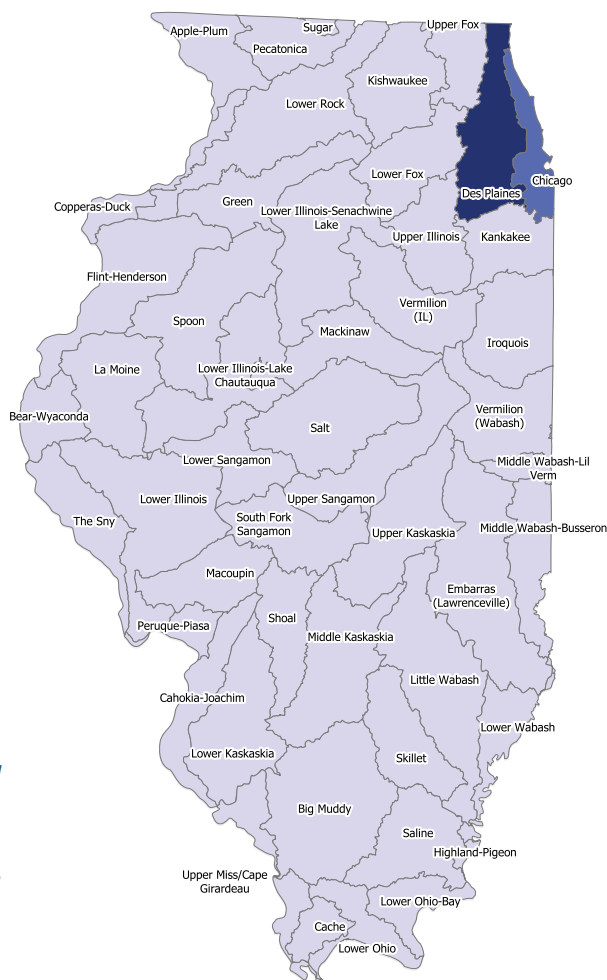 Sugar
Upper Fox
Apple-Plum
Pecatonica
Kishwaukee
Lower Rock
Lower Fox
Chicago
Des Plaines
Green
Copperas-Duck
Lower Illinois-Senachwine
Lake
Upper Illinois
Kankakee
Flint-Henderson
Vermilion
(IL)
Spoon
Mackinaw
Iroquois
La Moine
Lower Illinois-Lake
Chautauqua
Bear-Wyaconda
Vermilion
(Wabash)
Salt
Lower Sangamon
Middle Wabash-Lil
Verm
Lower Illinois
Upper Sangamon
The Sny
South Fork
Sangamon
Upper Kaskaskia
Middle Wabash-Busseron
Macoupin
Embarras
(Lawrenceville)
Peruque-Piasa
Shoal
Middle Kaskaskia
Little Wabash
Cahokia-Joachim
Lower Wabash
Lower Kaskaskia
Skillet
Big Muddy
Saline
Highland-Pigeon
Upper Miss/Cape
Girardeau
Lower Ohio-Bay
Cache
Lower Ohio